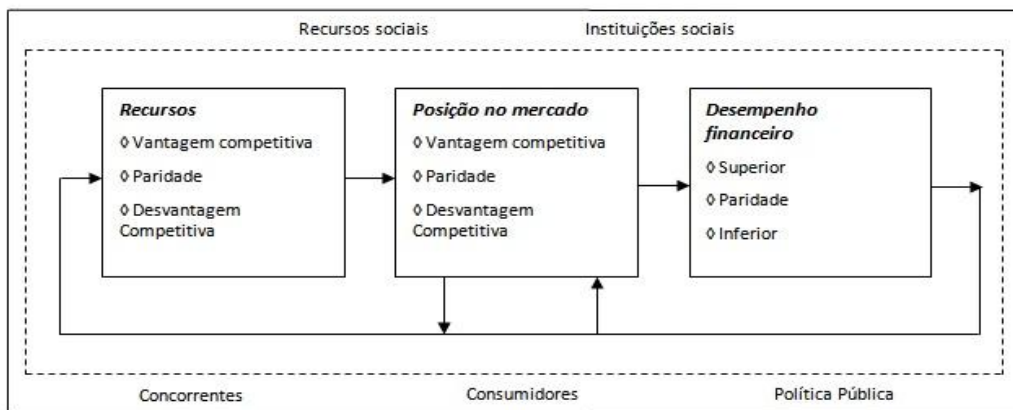 Recursos sociais
Instituições sociais
Recursos
◊ Vantagem competitiva
◊ Paridade
◊ Desvantagem
Competitiva
Posição no mercado
◊ Vantagem competitiva
◊ Paridade
◊ Desvantagem
Competitiva
Desempenho
financeiro
◊ Superior
◊ Paridade
◊ Inferior
Concorrentes
Consumidores
Política Pública